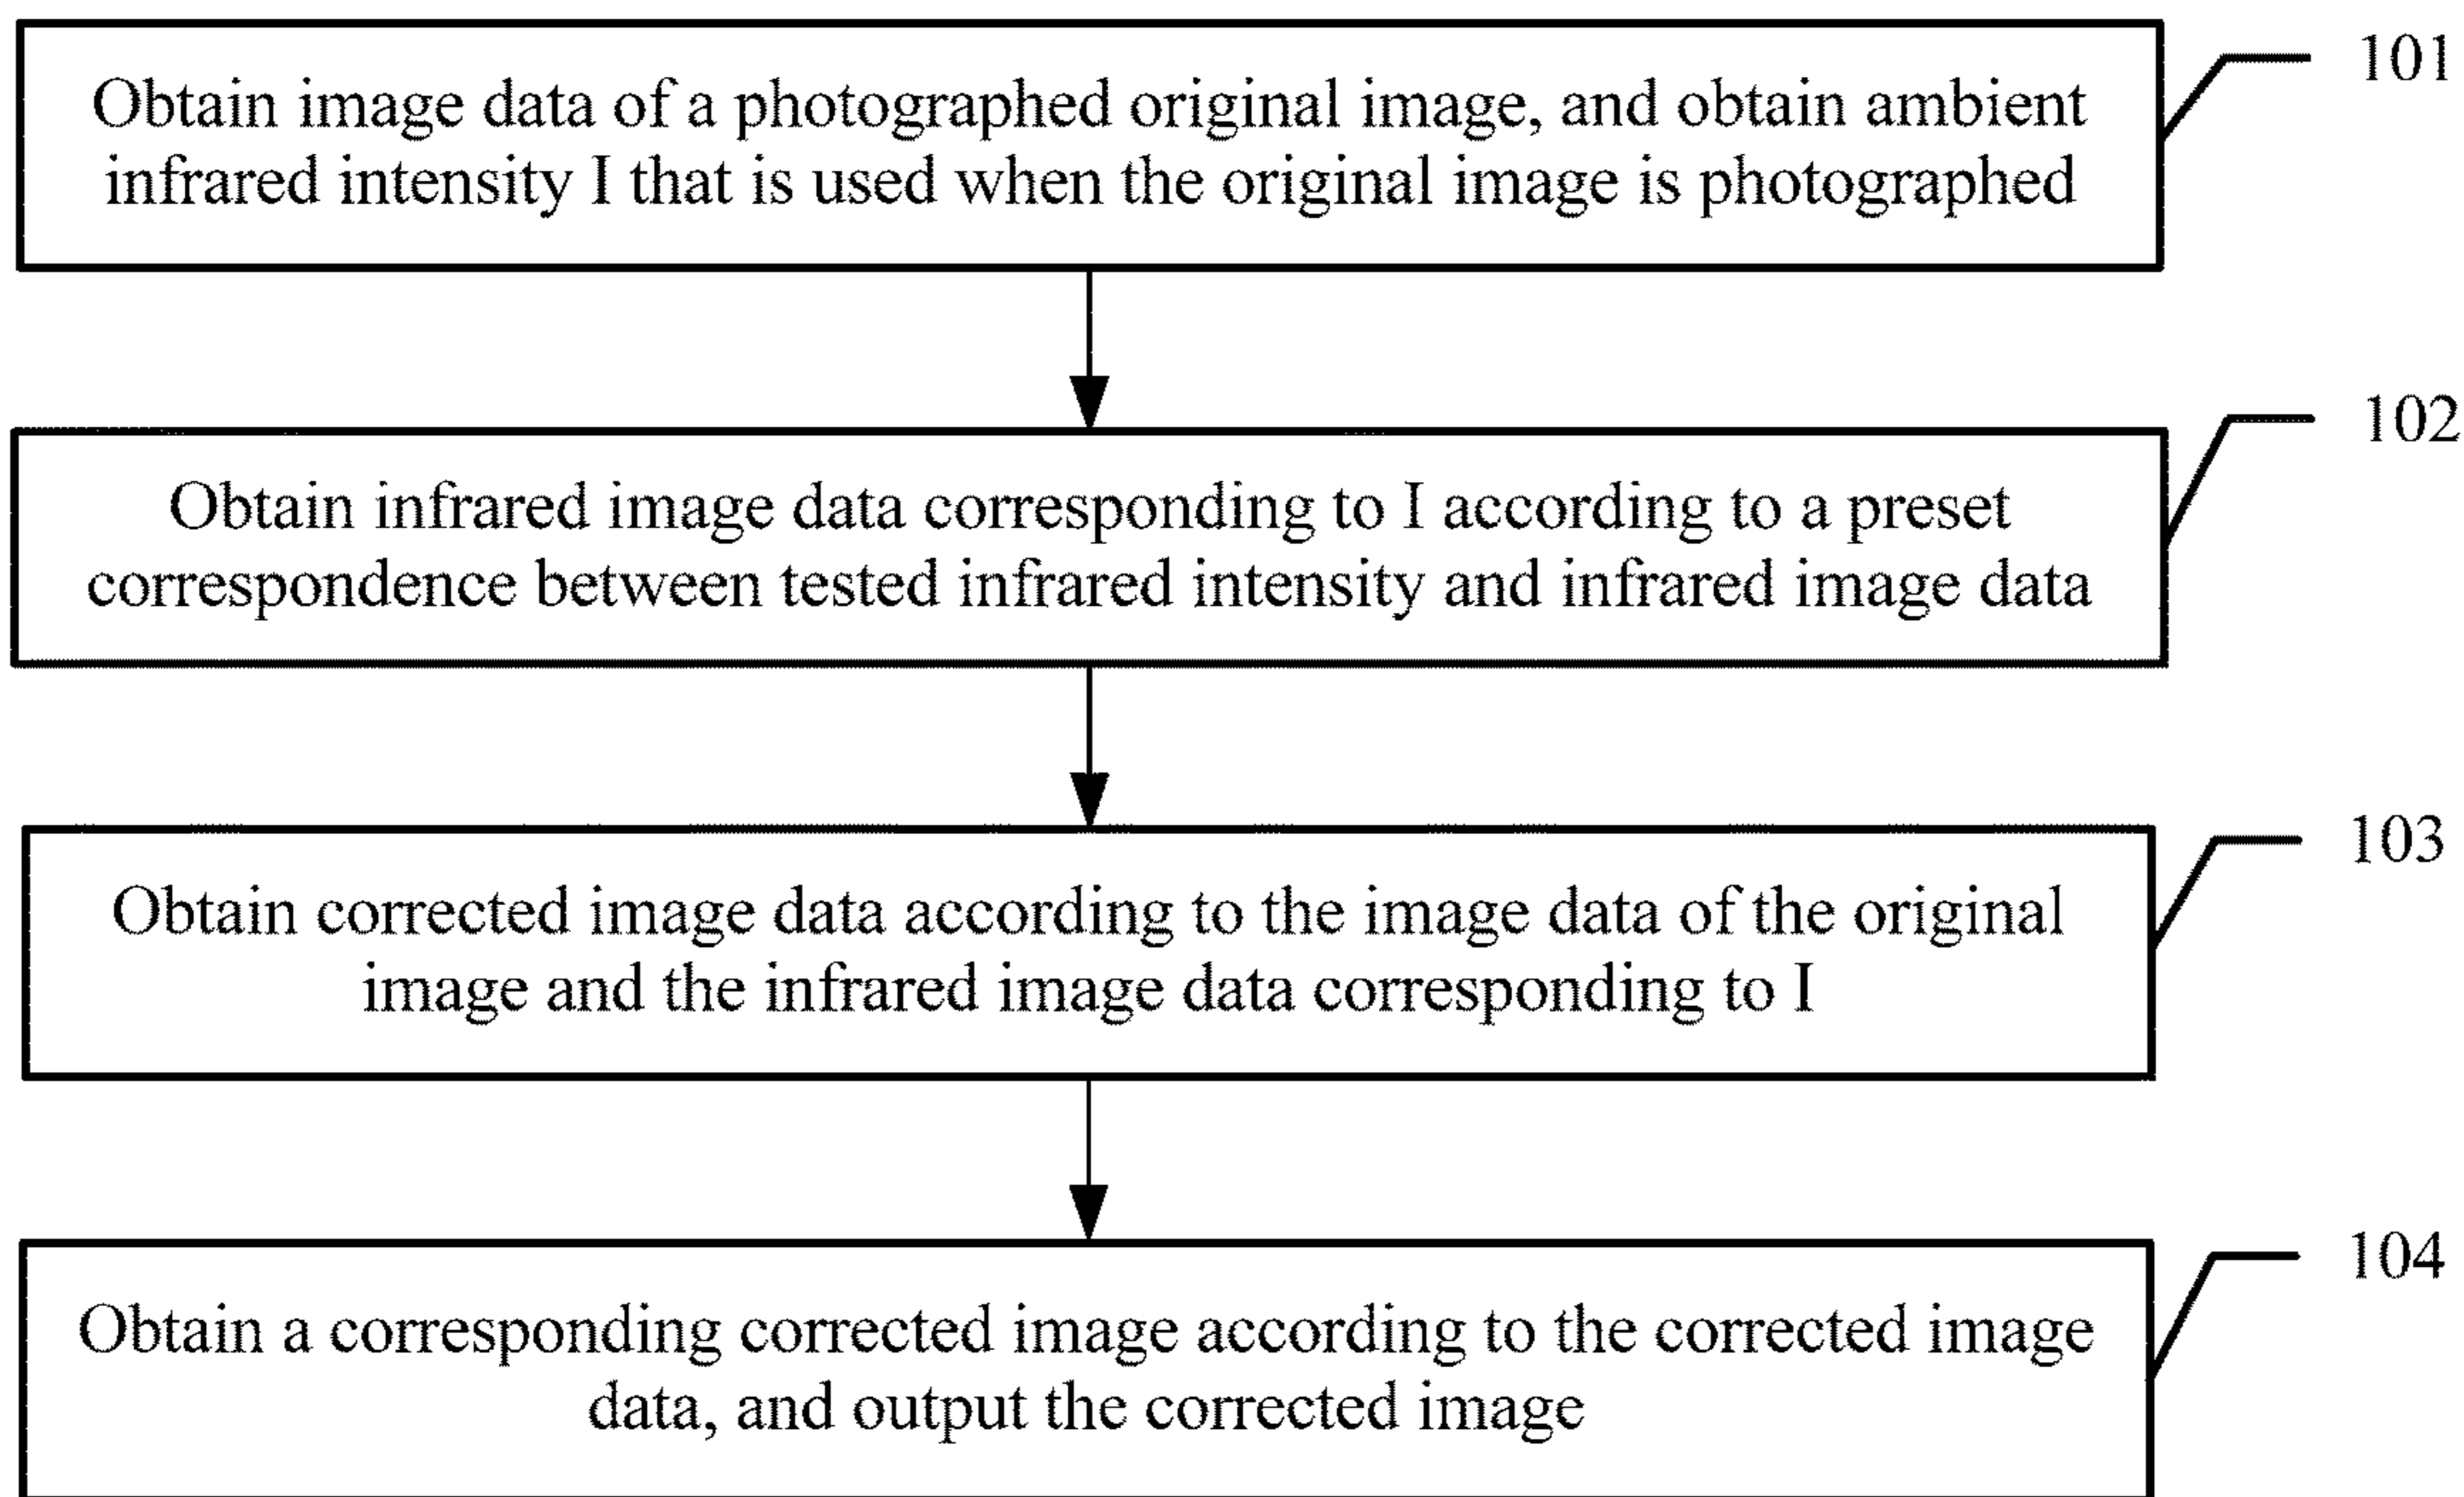 Obtain image data of a photographed original image, and obtain ambient
infrared intensity I that is used when the original image is photographed
101
Obtain infrared image data corresponding to I according to a preset
correspondence between tested infrared intensity and infrared image data
102
Obtain corrected image data according to the image data of the original
image and the infrared image data corresponding to I
103
Obtain a corresponding corrected image according to the corrected image
data, and output the corrected image
104